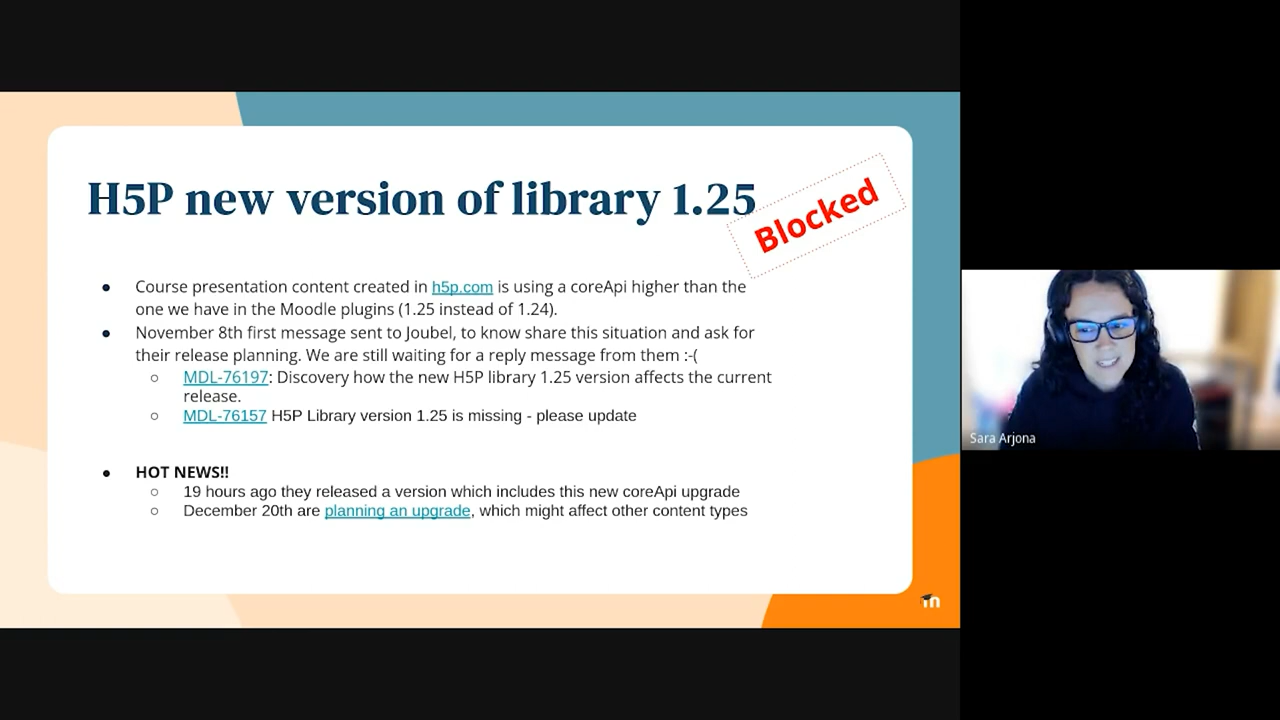 H5P new version of library 1.25
Blocked
● Course presentation content created in h5p.com is using a coreApi higher than the
one we have in the Moodle plugins (1.25 instead of 1.24).
● November 8th first message sent to Joubel, to know share this situation and ask for
their release planning. We are still waiting for a reply message from them :-(
○ MDL-76197: Discovery how the new H5P library 1.25 version affects the current
release.
○ MDL-76157 H5P Library version 1.25 is missing - please update
● HOT NEWS!!
○ 19 hours ago they released a version which includes this new coreApi upgrade
○ December 20th are planning an upgrade, which might affect other content types
m
Sara Arjona